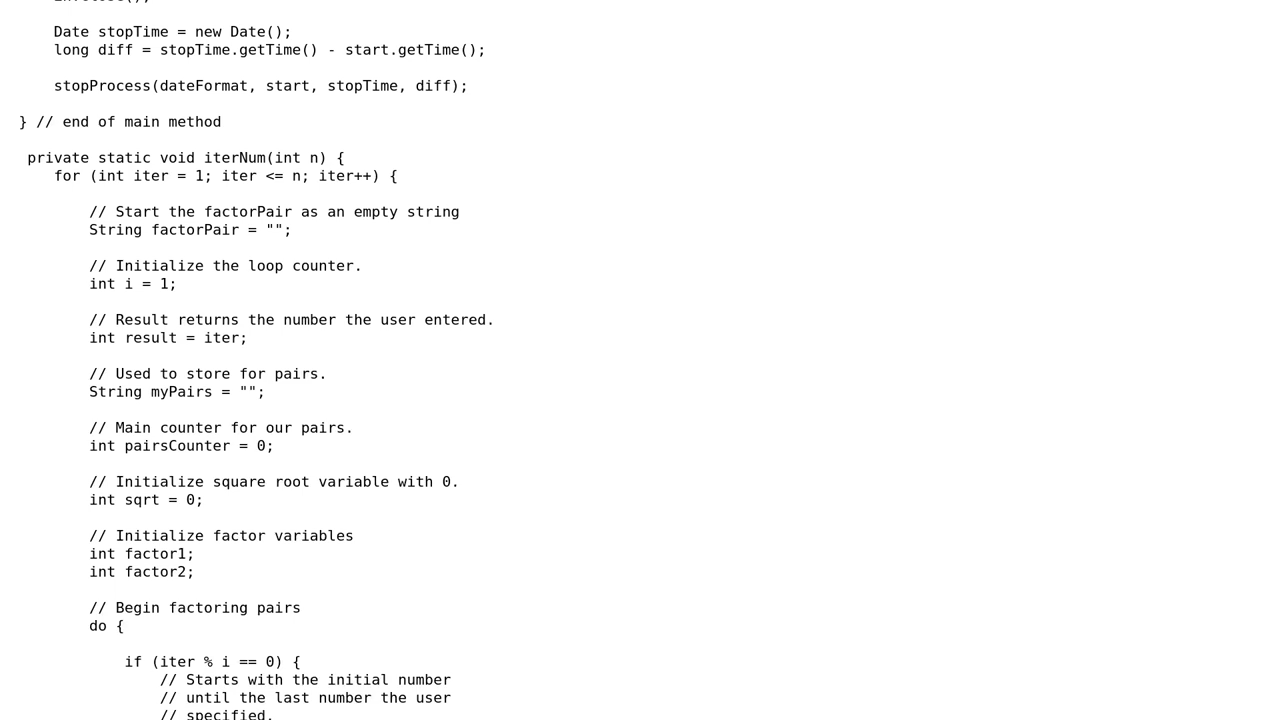 Date stopTime = new Date();
long diff = stopTime.getTime() - start.getTime();
stopProcess(dateFormat, start, stopTime, diff);
} // end of main method
private static void iterNum(int n) {
for (int iter = 1; iter <= n; iter++) {
// Start the factorPair as an empty string
String factorPair = "";
// Initialize the loop counter.
int i = 1;
// Result returns the number the user entered.
int result = iter;
// Used to store for pairs.
String myPairs = "";
// Main counter for our pairs.
int pairsCounter = 0;
// Initialize square root variable with 0.
int sqrt = 0;
// Initialize factor variables
int factor1;
int factor2;
// Begin factoring pairs
do {
if (iter % i == 0) {
// Starts with the initial number
// until the last number the user
// specified.